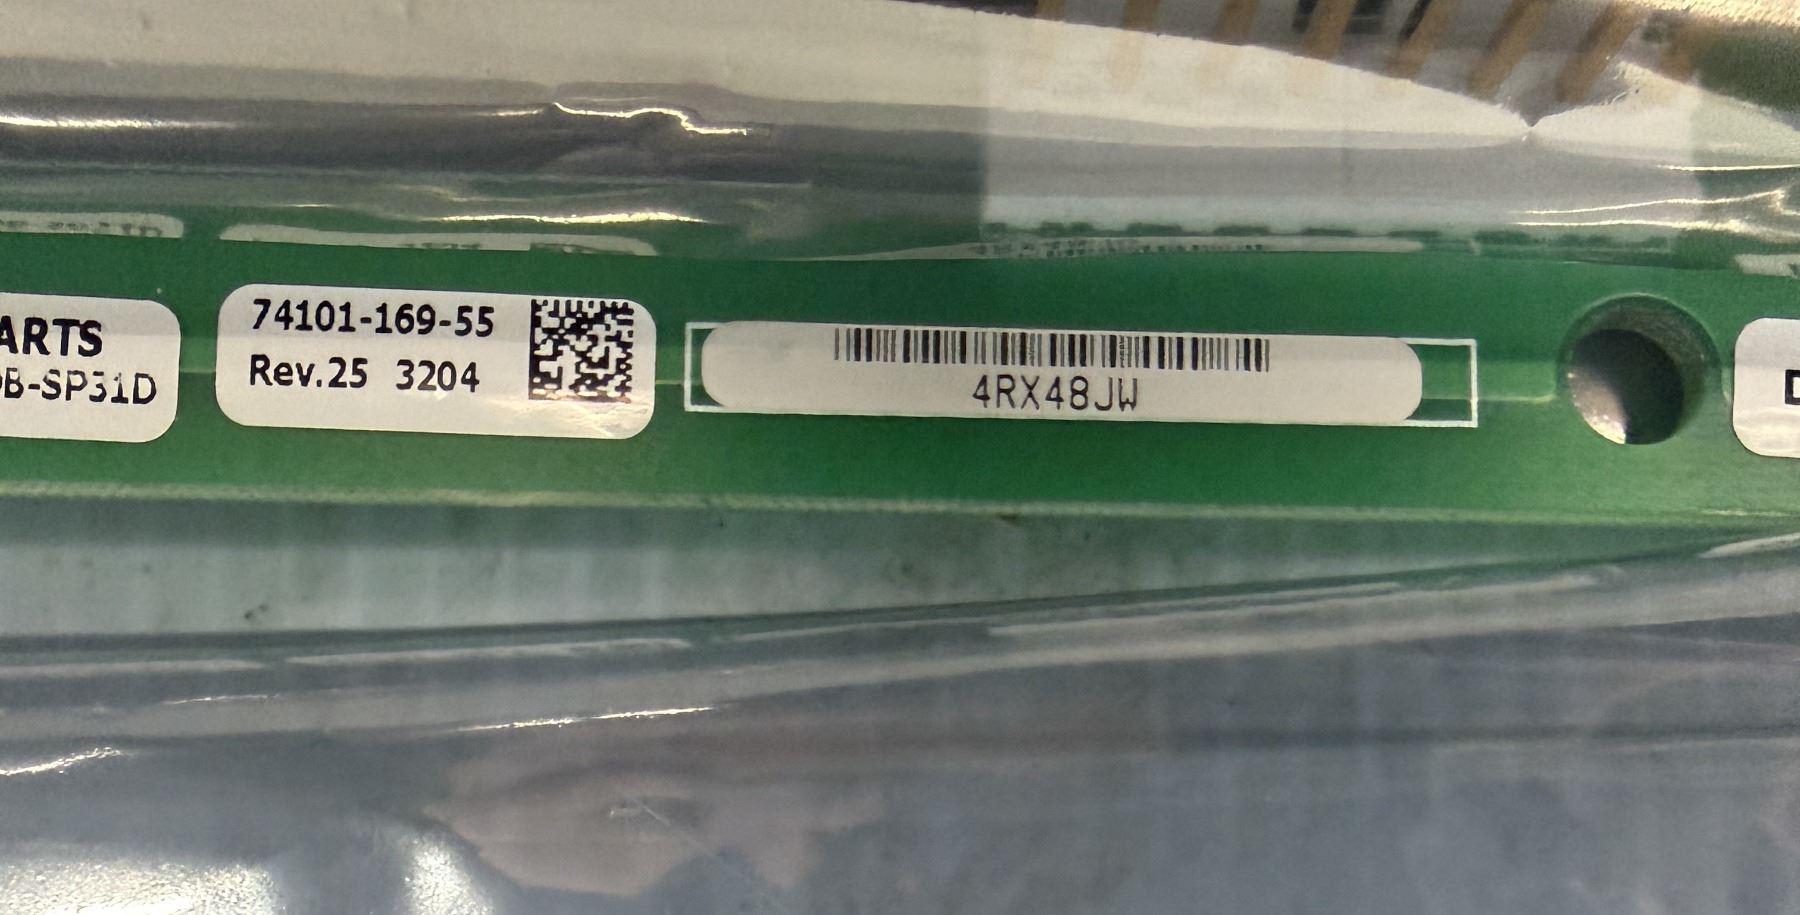 ARTS
B-SP31D
74101-169-55
Rev.25 3204
4RX48JW
D